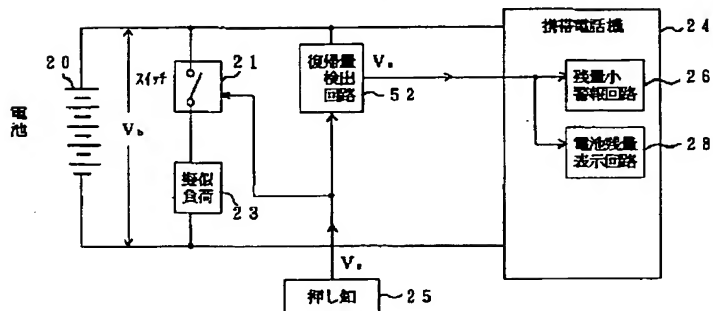 携帯電話機
24
20
電池
Vb
スイッチ
21
復帰量
検出
回路
52
Vs
残量小
警報回路
26
電池残量
表示回路
28
擬似
負荷
23
押し釦
25